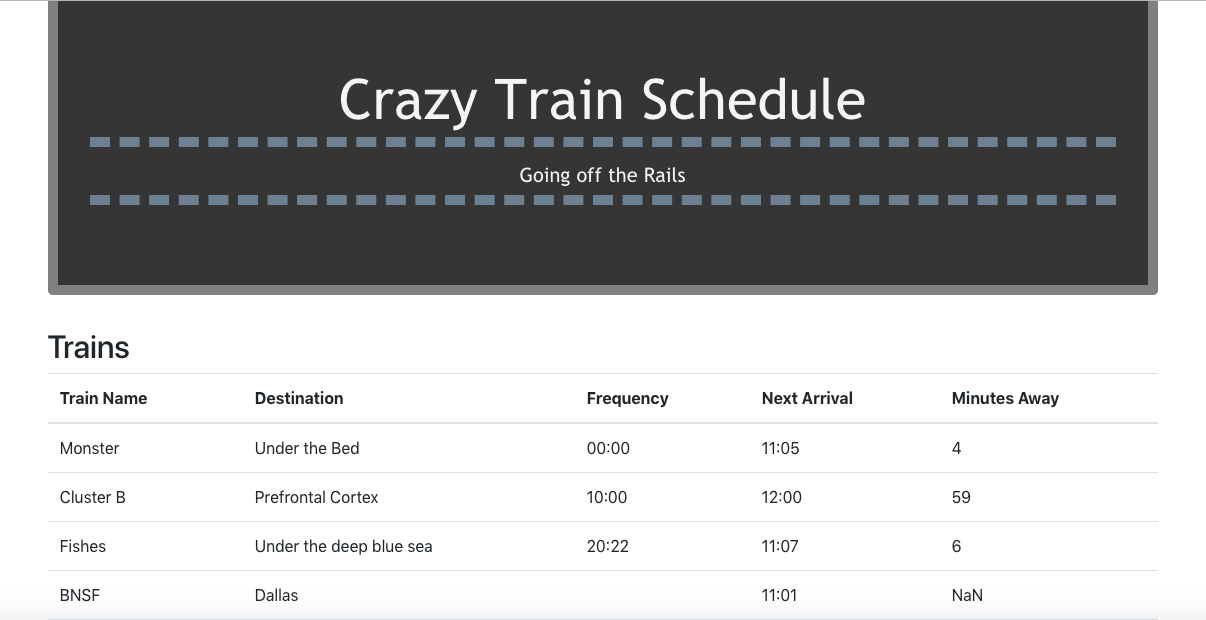 Crazy Train Schedule
Going off the Rails
Trains
Train Name Destination Frequency Next Arrival Minutes Away
Monster Under the Bed 00:00 11:05 4
Cluster B Prefrontal Cortex 10:00 12:00 59
Fishes Under the deep blue sea 20:22 11:07 6
BNSF Dallas 11:01 NaN